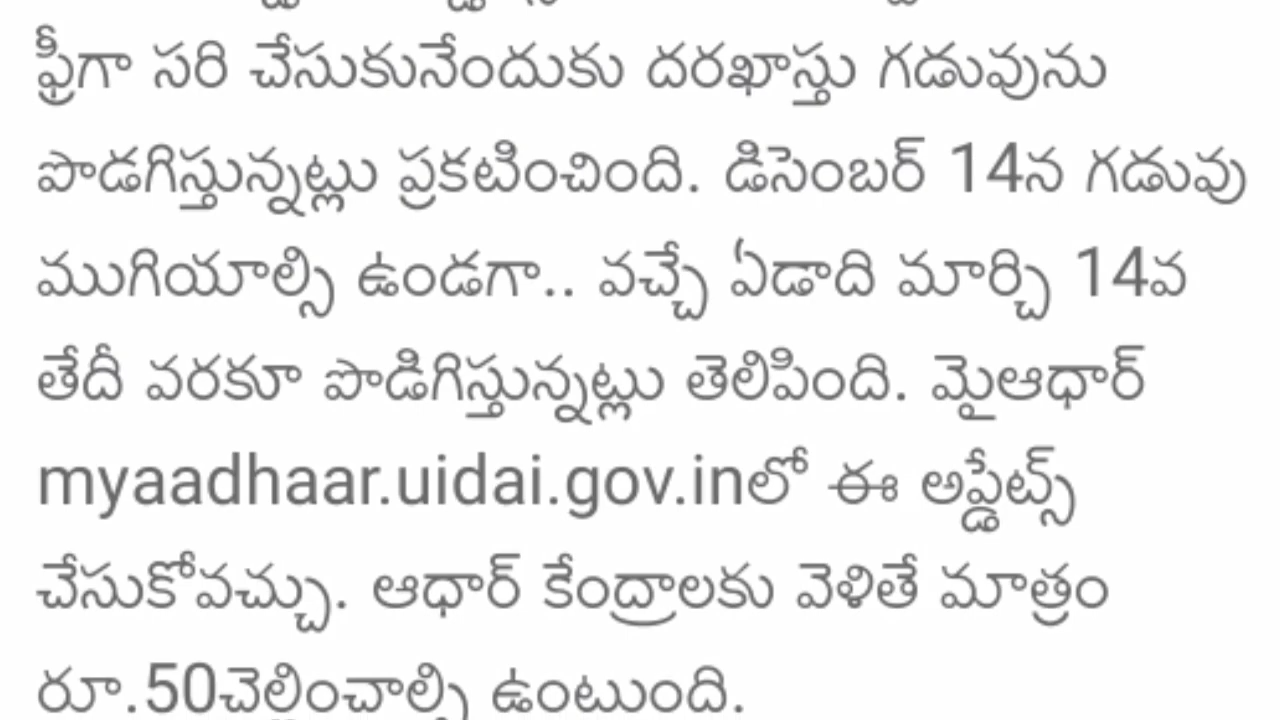 ఫ్రీగా సరి చేసుకునేందుకు దరఖాస్తు గడువును
పొడగిస్తున్నట్లు ప్రకటించింది. డిసెంబర్ 14న గడువు
ముగియాల్సి ఉండగా.. వచ్చే ఏడాది మార్చి 14వ
తేదీ వరకూ పొడిగిస్తున్నట్లు తెలిపింది. మైఆధార్
myaadhaar.uidai.gov.inలో ఈ అప్డేట్స్
చేసుకోవచ్చు. ఆధార్ కేంద్రాలకు వెళితే మాత్రం
రూ.50చెల్లించాల్సి ఉంటుంది.